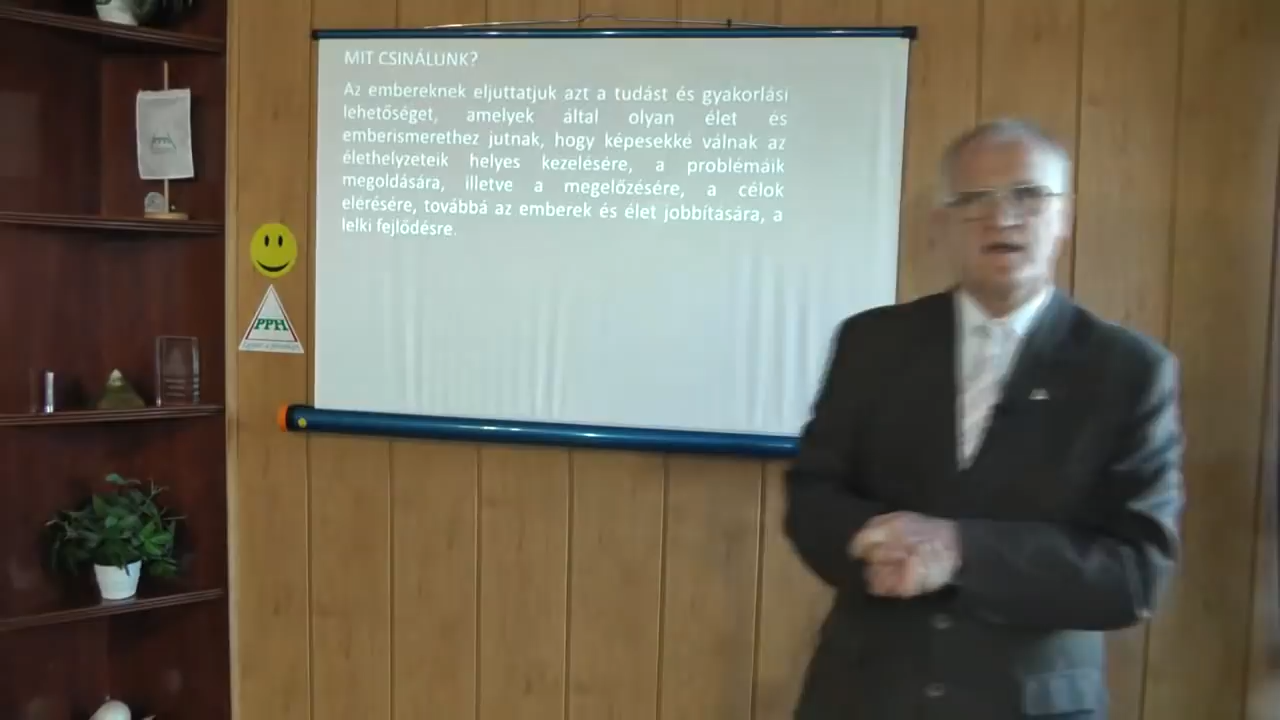 MIT CSINÁLUNK?
Az embereknek eljuttatjuk azt a tudást és gyakorlási
lehetőséget, amelyek által olyan élet és
emberismerethez jutnak, hogy képesekké válnak az
élethelyzeteik helyes kezelésére, a problémáik
megoldására, illetve a megelőzésére, a célok
elérésére, továbbá az emberek és élet jobbítására, a
lelki fejlődésre.
PPH
PPH